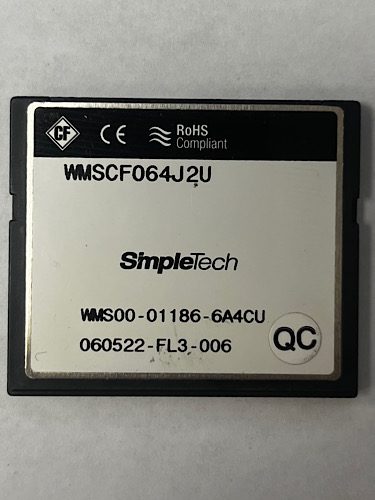 CF CE RoHS
Compliant
WMSCF064J2U
SimpleTech
WMS00-01186-6A4CU
060522-FL3-006
QC